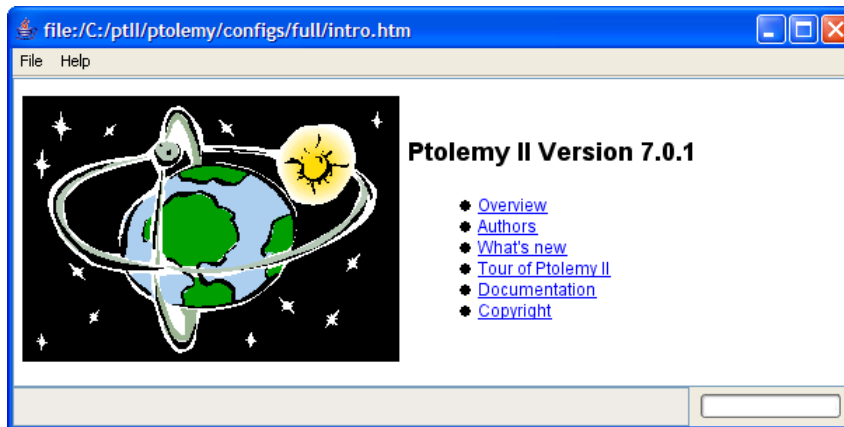 file:/C:/ptII/ptolemy/configs/full/intro.htm
File Help
Ptolemy II Version 7.0.1
Overview
Authors
What's new
Tour of Ptolemy II
Documentation
Copyright